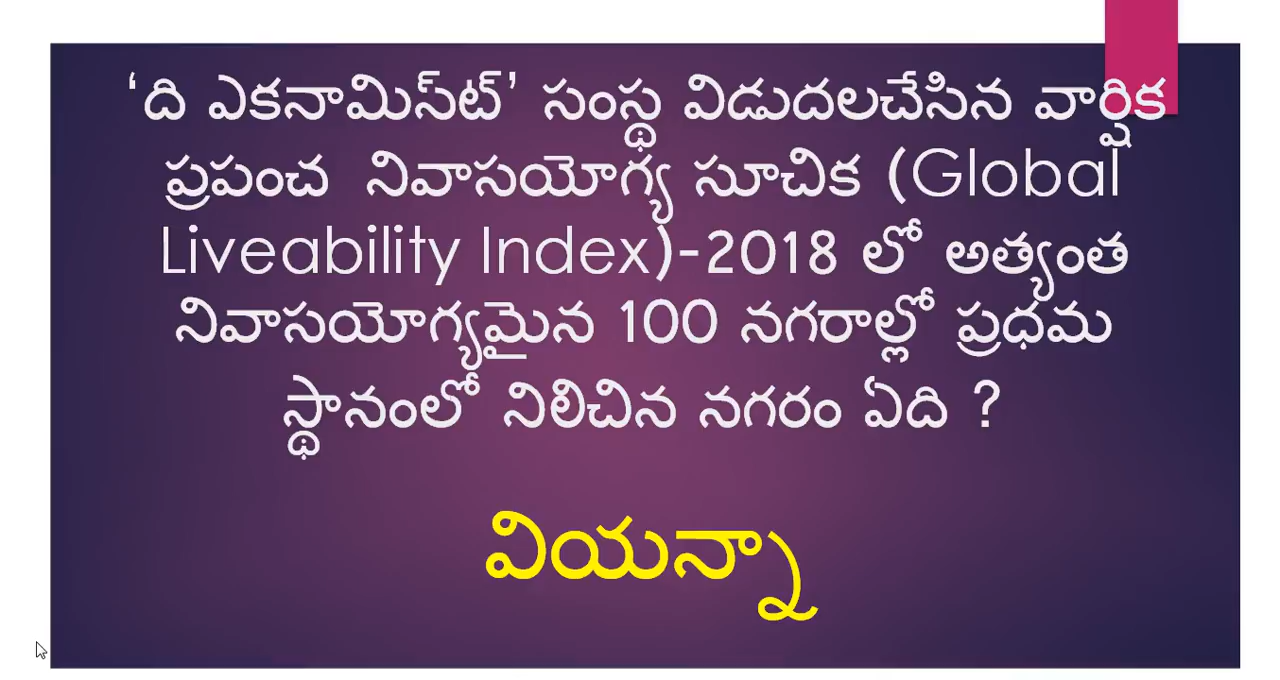 ‘ది ఎకనామిస్ట్’ సంస్థ విడుదలచేసిన వార్షిక
ప్రపంచ నివాసయోగ్య సూచిక (Global
Liveability Index)-2018 లో అత్యంత
నివాసయోగ్యమైన 100 నగరాల్లో ప్రధమ
స్థానంలో నిలిచిన నగరం ఏది ?
వియన్నా